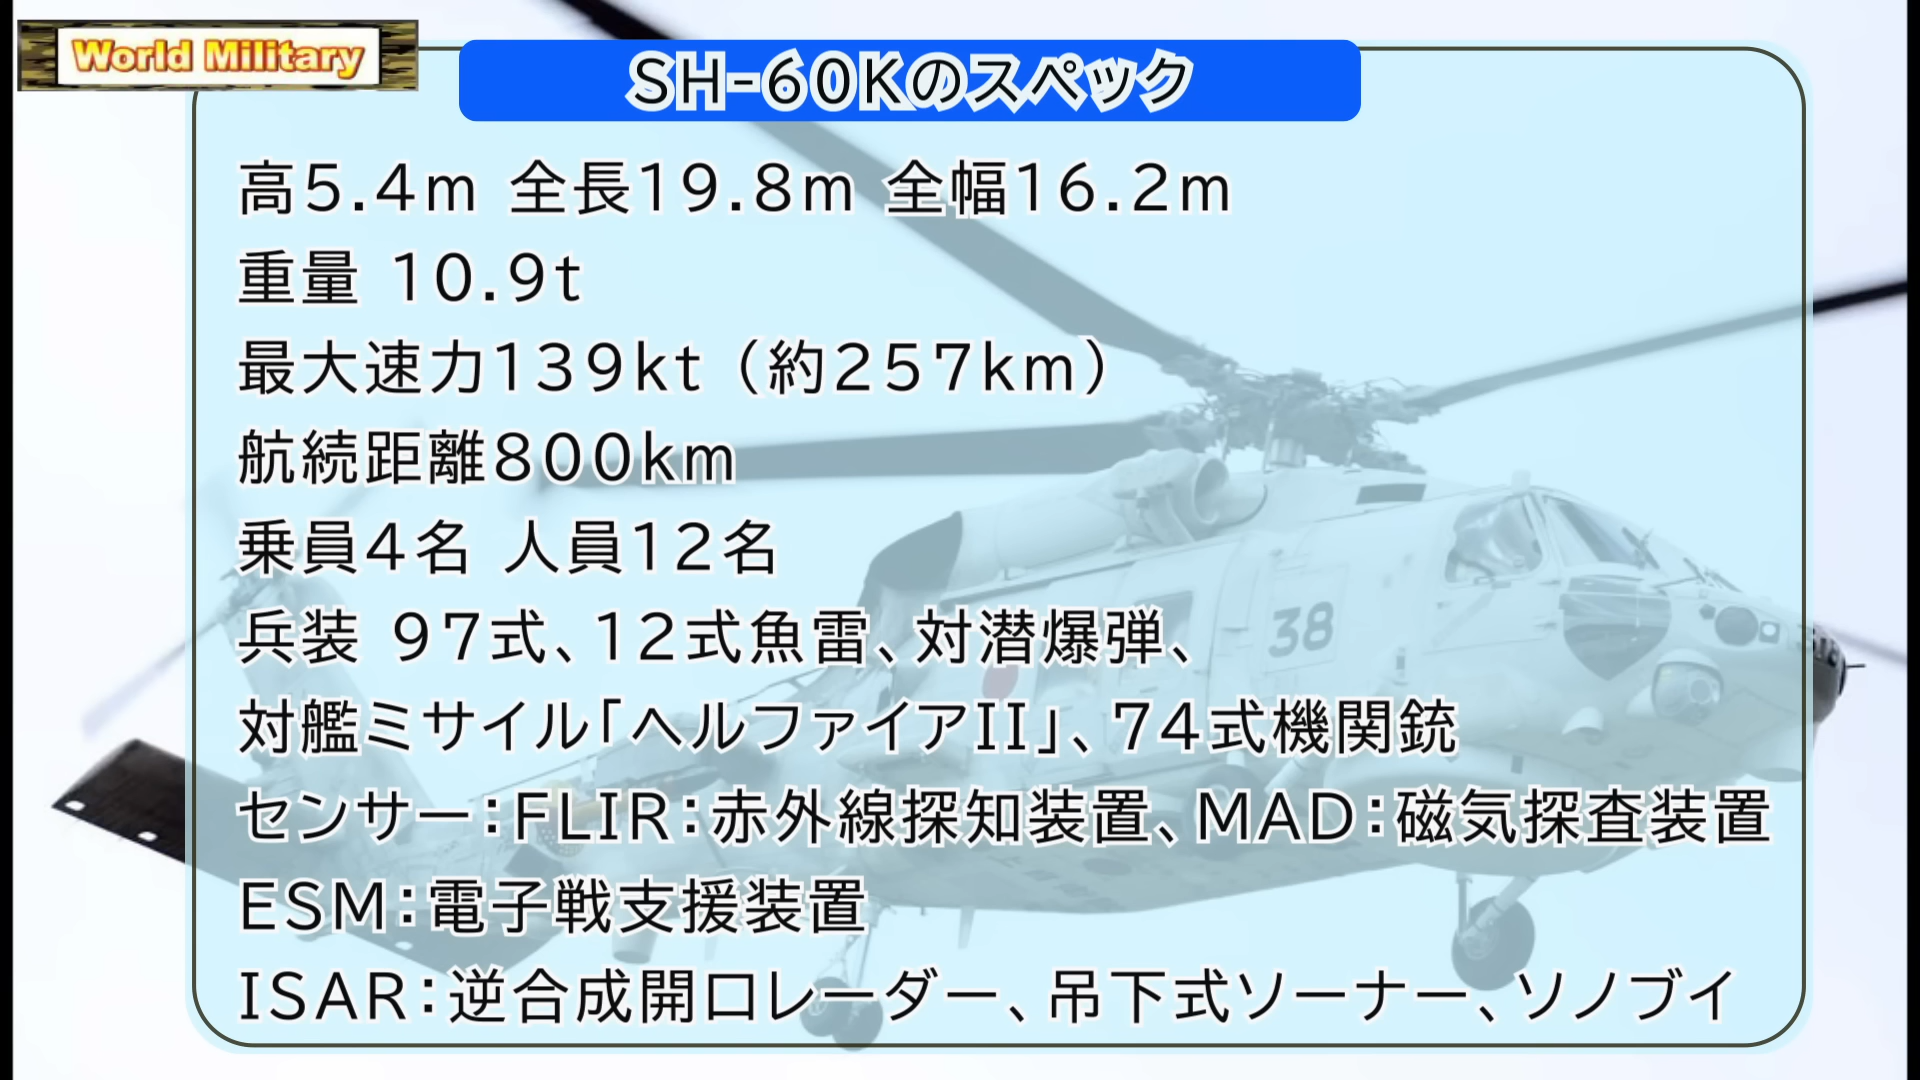 World Military
SH-60Kのスペック
高5.4m 全長19.8m 全幅16.2m
重量 10.9t
最大速力139kt（約257km）
航続距離800km
乗員4名 人員12名
兵装 97式、12式魚雷、対潜爆弾、
対艦ミサイル「ヘルファイアII」、74式機関銃
センサー：FLIR：赤外線探知装置、MAD：磁気探査装置
ESM：電子戦支援装置
ISAR：逆合成開口レーダー、吊下式ソーナー、ソノブイ
38